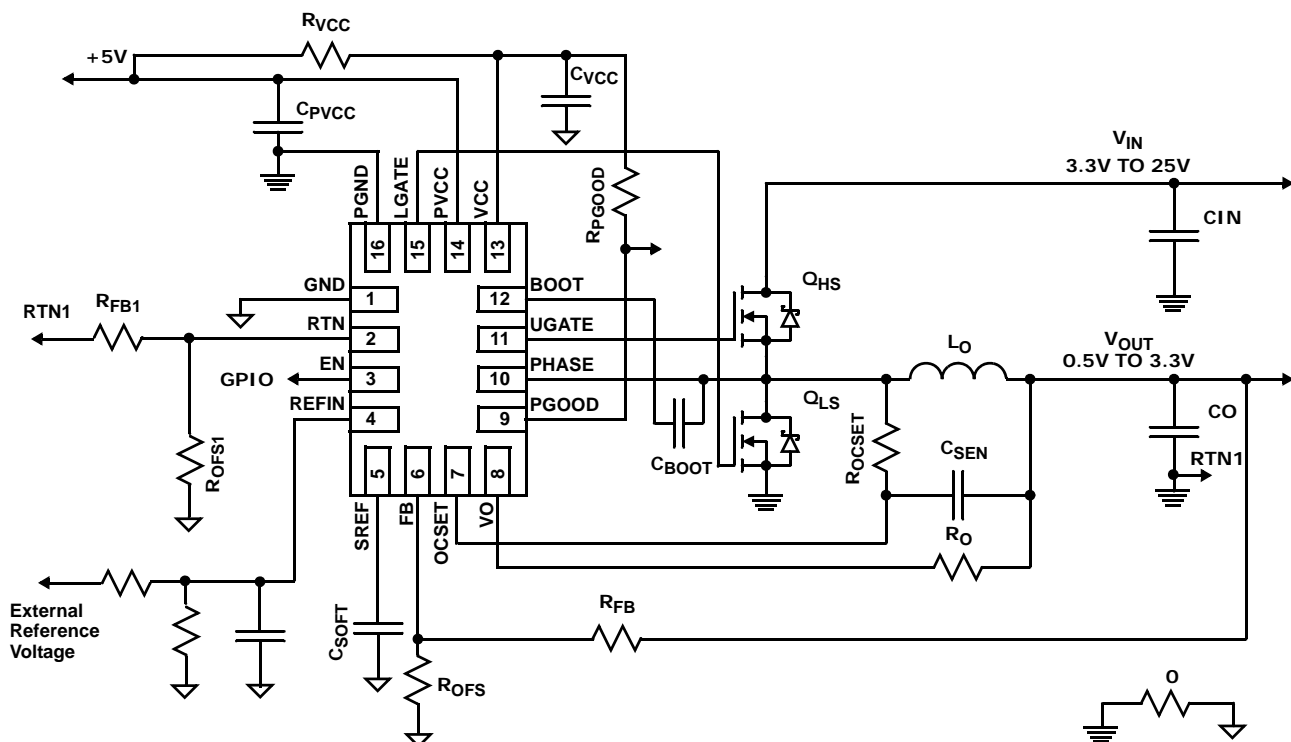 RVCC
+5V
CVCC
CPVCC
VIN
3.3V TO 25V
PGND
LGATE
PVCC
VCC
RPGOOD
CIN
16
15
14
13
QHS
GND
1
12
BOOT
RTN1
RFB1
RTN
2
11
UGATE
LO
VOUT
0.5V TO 3.3V
EN
3
10
PHASE
GPIO
QLS
REFIN
4
9
PGOOD
CO
ROCSET
CSEN
CBOOT
RTN1
ROFS1
5
6
7
8
SREF
FB
OCSET
VO
RO
External
Reference
Voltage
CSOFT
RFB
ROFS
0